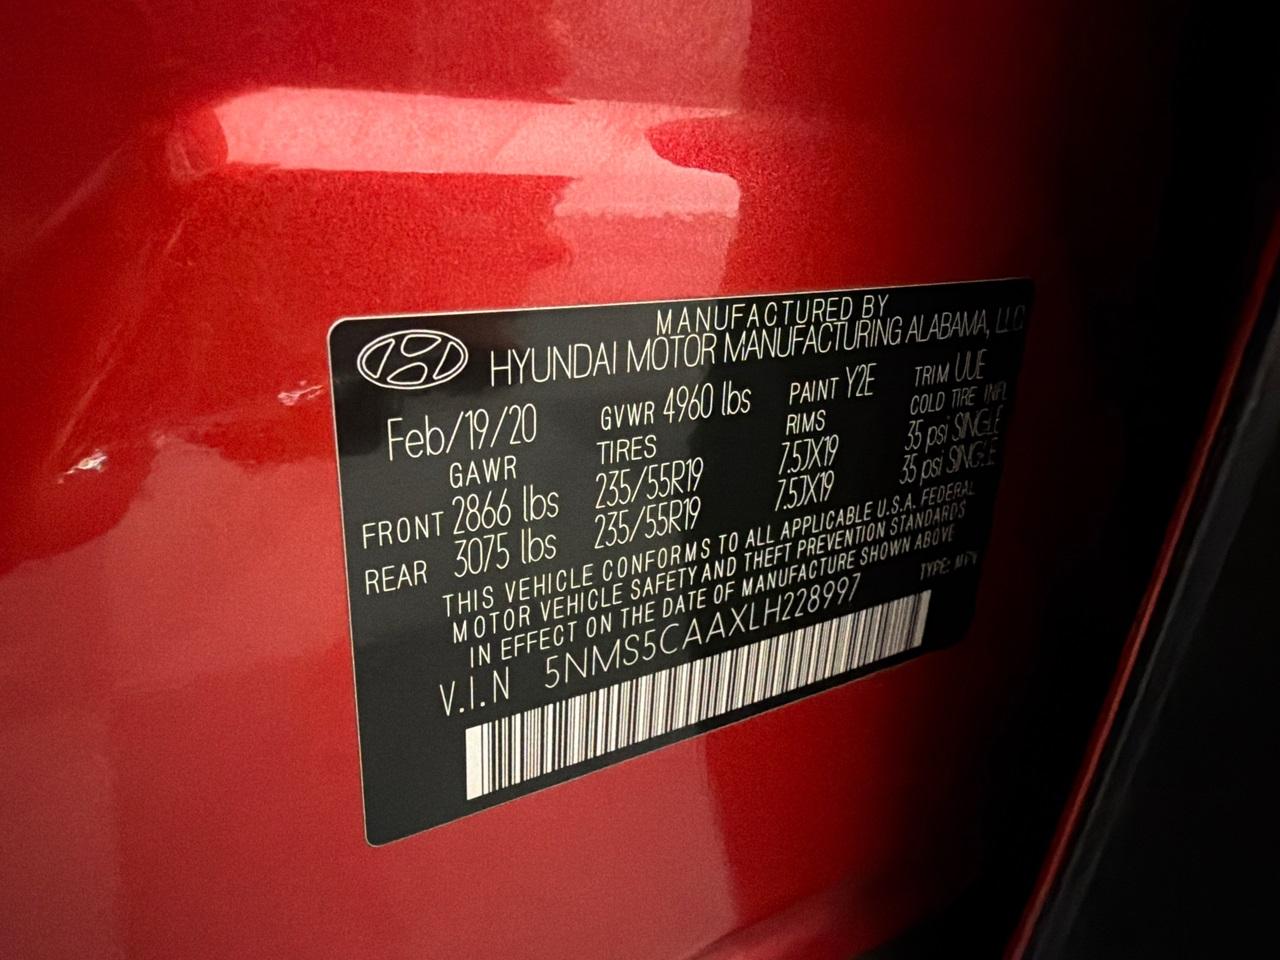 MANUFACTURED BY
HYUNDAI MOTOR MANUFACTURING ALABAMA, LLC
Feb/19/20 GVWR 4960 lbs PAINT Y2E TRIM UUE
GAWR TIRES RIMS COLD TIRE INFL
FRONT 2866 lbs 235/55R19 7.5JX19 35 psi SINGLE
REAR 3075 lbs 235/55R19 7.5JX19 35 psi SINGLE
THIS VEHICLE CONFORMS TO ALL APPLICABLE U.S.A. FEDERAL
MOTOR VEHICLE SAFETY AND THEFT PREVENTION STANDARDS
IN EFFECT ON THE DATE OF MANUFACTURE SHOWN ABOVE
V.I.N 5NMS5CAAXLH228997 TYPE: MPV